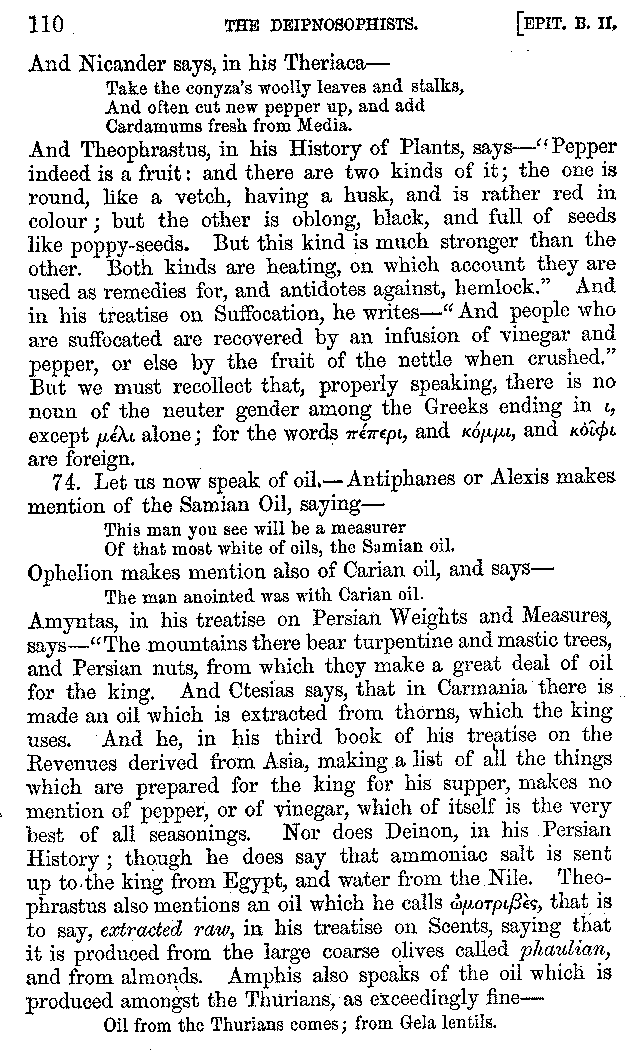 110 THE DEIPNOSOPHISTS. [EPIT. B. II.
And Nicander says, in his Theriaca—
Take the conyza's woolly leaves and stalks,
And often cut new pepper up, and add
Cardamums fresh from Media.
And Theophrastus, in his History of Plants, says—“Pepper
indeed is a fruit: and there are two kinds of it; the one is
round, like a vetch, having a husk, and is rather red in
colour; but the other is oblong, black, and full of seeds
like poppy-seeds. But this kind is much stronger than the
other. Both kinds are heating, on which account they are
used as remedies for, and antidotes against, hemlock.” And
in his treatise on Suffocation, he writes—“And people who
are suffocated are recovered by an infusion of vinegar and
pepper, or else by the fruit of the nettle when crushed.”
But we must recollect that, properly speaking, there is no
noun of the neuter gender among the Greeks ending in ι,
except μέλι alone; for the words πέπερι, and κόμμι, and κοῖφι
are foreign.
74. Let us now speak of oil.—Antiphanes or Alexis makes
mention of the Samian Oil, saying—
This man you see will be a measurer
Of that most white of oils, the Samian oil.
Ophelion makes mention also of Carian oil, and says—
The man anointed was with Carian oil.
Amyntas, in his treatise on Persian Weights and Measures,
says—“The mountains there bear turpentine and mastic trees,
and Persian nuts, from which they make a great deal of oil
for the king. And Ctesias says, that in Carmania there is
made an oil which is extracted from thorns, which the king
uses. And he, in his third book of his treatise on the
Revenues derived from Asia, making a list of all the things
which are prepared for the king for his supper, makes no
mention of pepper, or of vinegar, which of itself is the very
best of all seasonings. Nor does Deinon, in his Persian
History; though he does say that ammoniac salt is sent
up to the king from Egypt, and water from the Nile. Theo-
phrastus also mentions an oil which he calls ὠμοτριβὲς, that is
to say, extracted raw, in his treatise on Scents, saying that
it is produced from the large coarse olives called phaulian,
and from almonds. Amphis also speaks of the oil which is
produced amongst the Thurians, as exceedingly fine—
Oil from the Thurians comes; from Gela lentils.